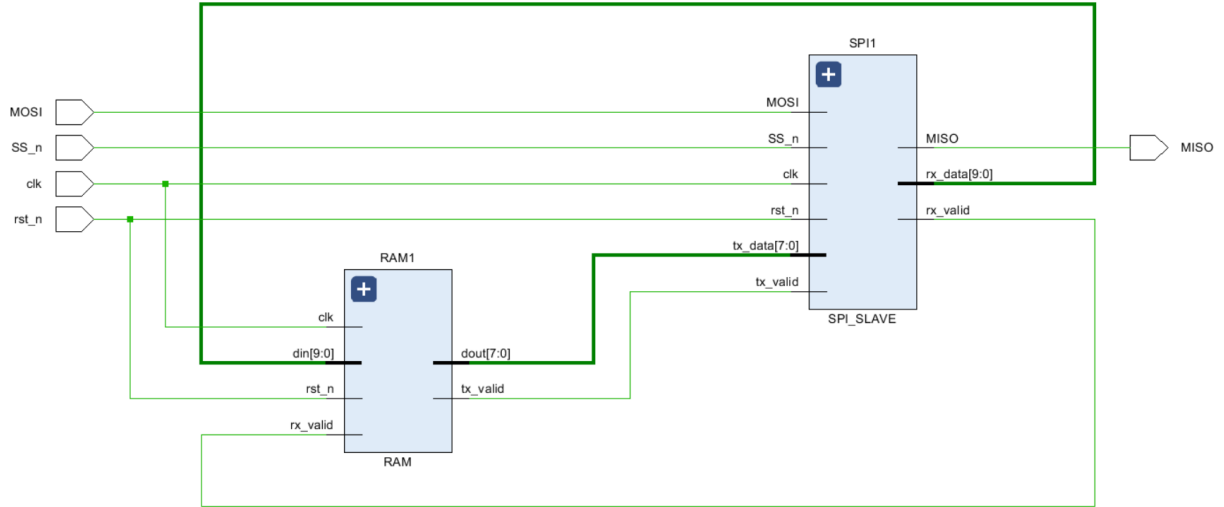 SPI1
MOSI
MOSI
SS_n
SS_n
MISO
MISO
clk
clk
rx_data[9:0]
rst_n
rst_n
rx_valid
tx_data[7:0]
RAM1
tx_valid
clk
SPI_SLAVE
din[9:0]
dout[7:0]
rst_n
tx_valid
rx_valid
RAM